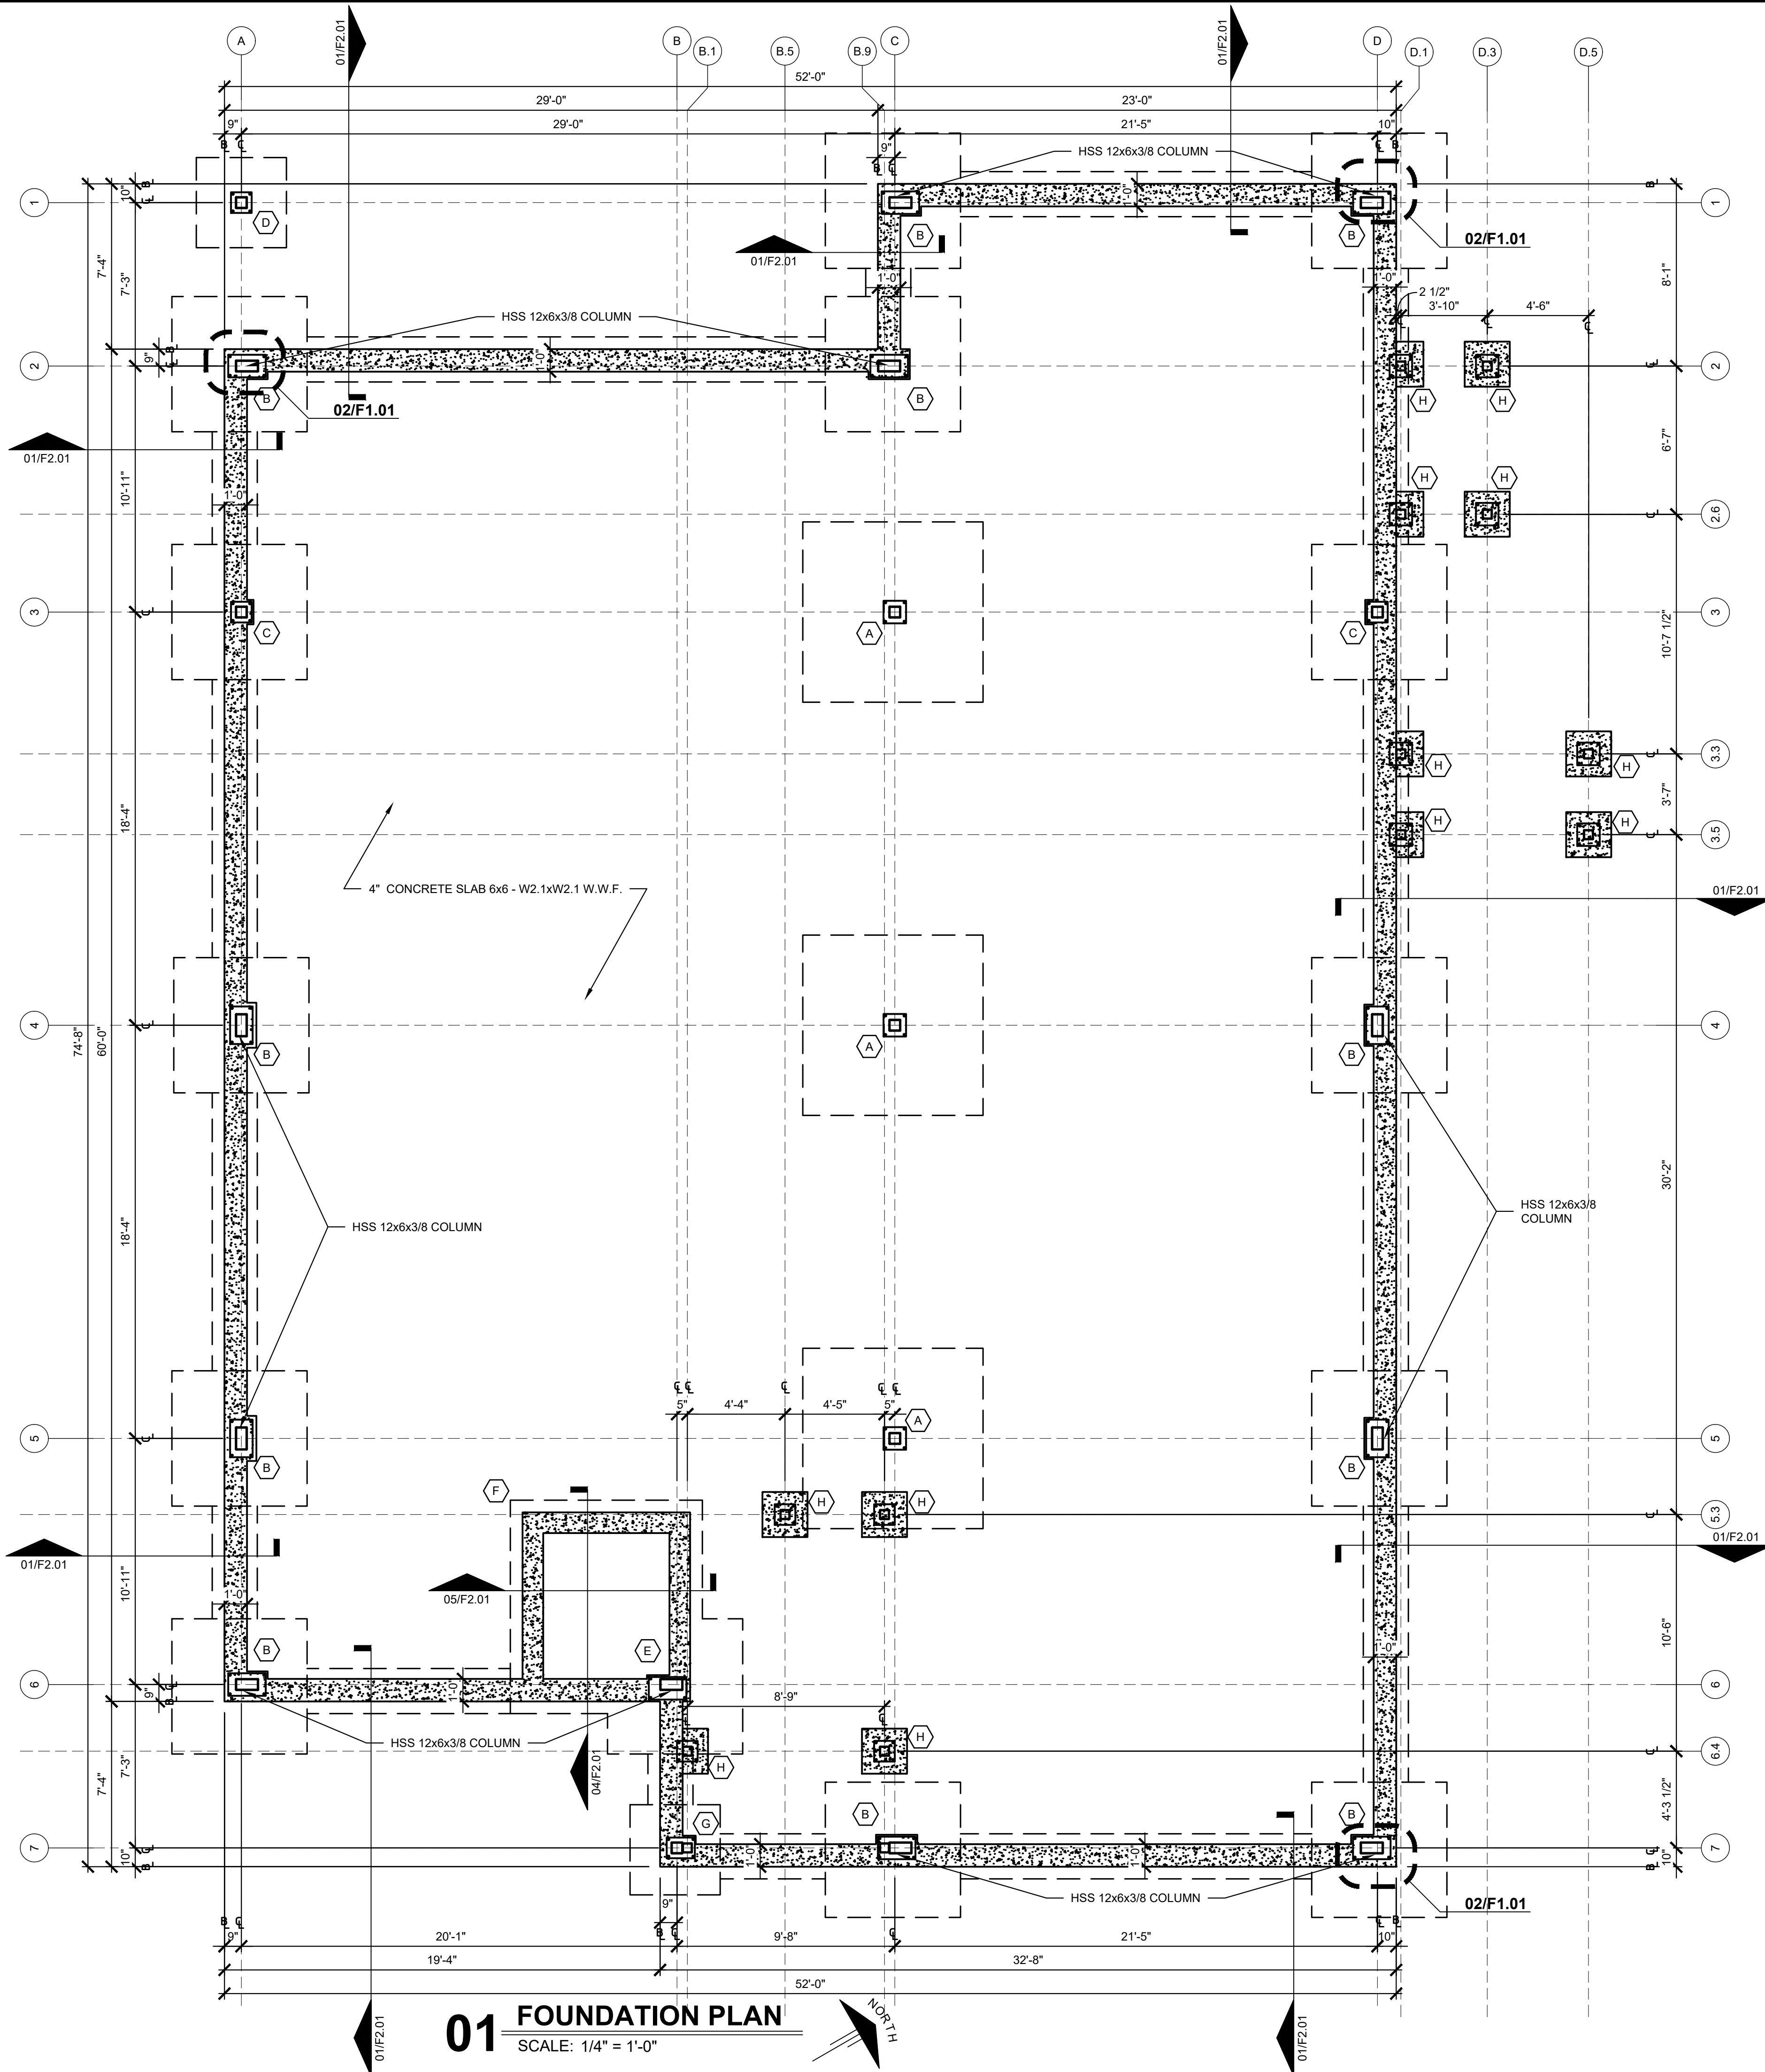 A
B
B.1
B.5
B.9
C
D
D.1
D.3
D.5
01/F2.01
01/F2.01
52'-0"
29'-0"
23'-0"
9"
29'-0"
21'-5"
10"
9"
HSS 12x6x3/8 COLUMN
1
10"
D
B
B
1
02/F1.01
01/F2.01
7'-4"
7'-3"
8'-1"
1'-0"
1'-0"
2 1/2"
3'-10"
4'-6"
HSS 12x6x3/8 COLUMN
2
9"
2
B
B
H
H
02/F1.01
01/F2.01
6'-7"
10'-11"
H
H
1'-0"
2.6
3
C
A
C
3
10'-7 1/2"
H
H
3.3
3'-7"
18'-4"
H
H
3.5
4" CONCRETE SLAB 6x6 - W2.1xW2.1 W.W.F.
01/F2.01
4
B
A
B
4
74'-8"
60'-0"
30'-2"
HSS 12x6x3/8
COLUMN
HSS 12x6x3/8 COLUMN
18'-4"
5"
4'-4"
4'-5"
5"
A
5
B
B
5
F
H
H
5.3
01/F2.01
01/F2.01
10'-11"
05/F2.01
1'-0"
B
E
10'-6"
1'-0"
6
9"
1'-0"
8'-9"
6
HSS 12x6x3/8 COLUMN
04/F2.01
H
H
6.4
7'-4"
7'-3"
G
B
B
4'-3 1/2"
7
10"
1'-0"
1'-0"
10"
7
HSS 12x6x3/8 COLUMN
02/F1.01
9"
9"
20'-1"
9'-8"
21'-5"
10"
19'-4"
32'-8"
52'-0"
01/F2.01
01 FOUNDATION PLAN
SCALE: 1/4" = 1'-0"
NORTH
01/F2.01